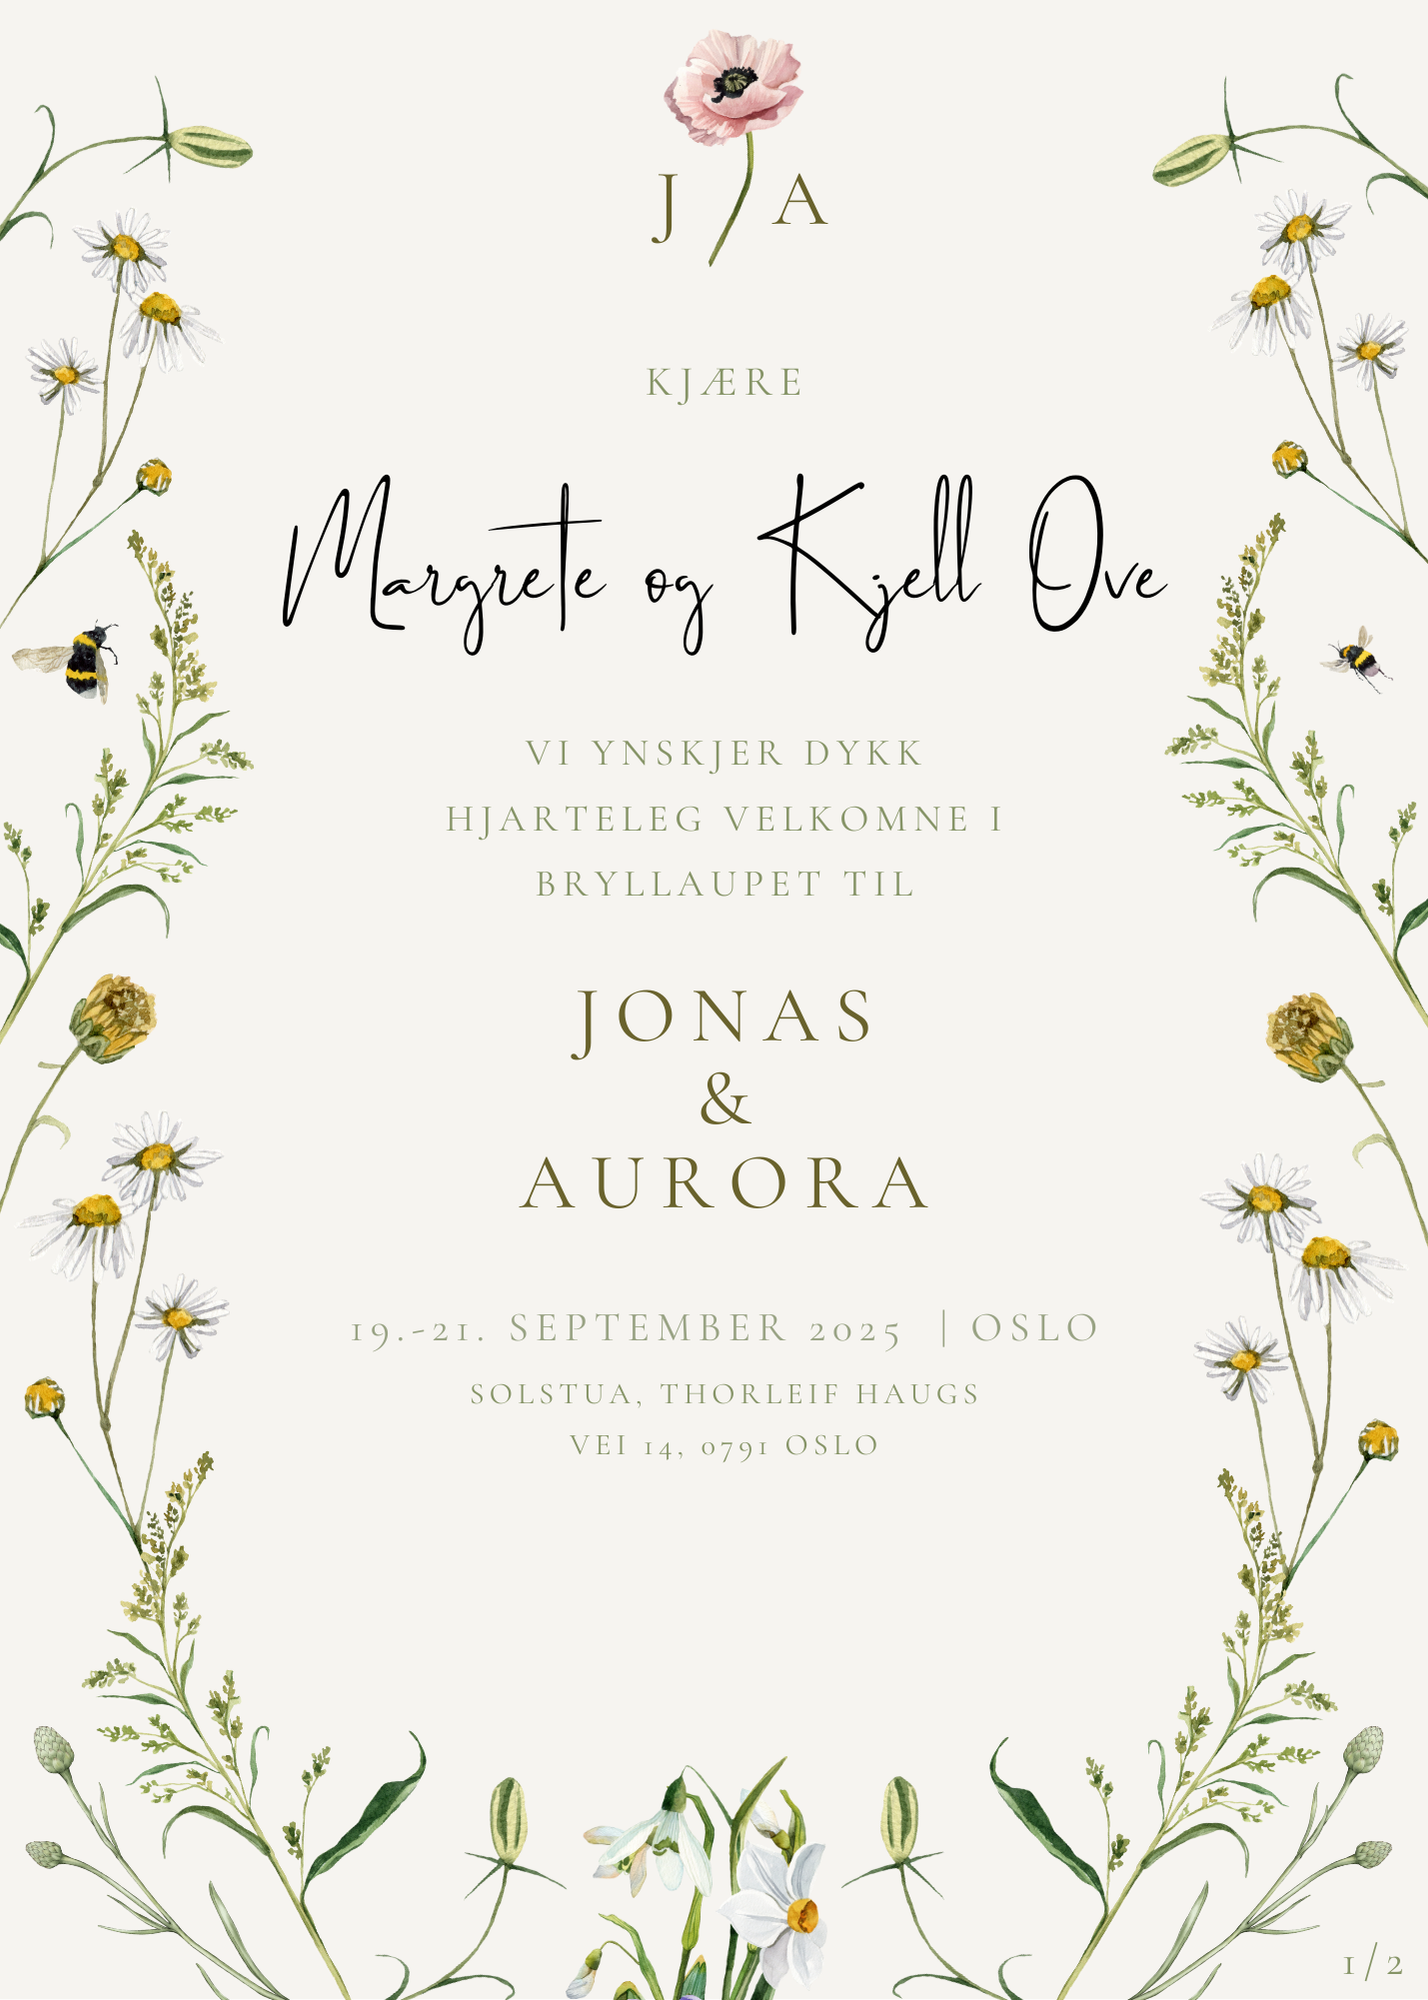 J A
KJÆRE
Margrete og Kjell Ove
VI YNSKJER DYKK
HJARTELEG VELKOMNE I
BRYLLAUPET TIL
JONAS
&
AURORA
19.-21. SEPTEMBER 2025 | OSLO
SOLSTUA, THORLEIF HAUGS
VEI 14, 0791 OSLO
1/2